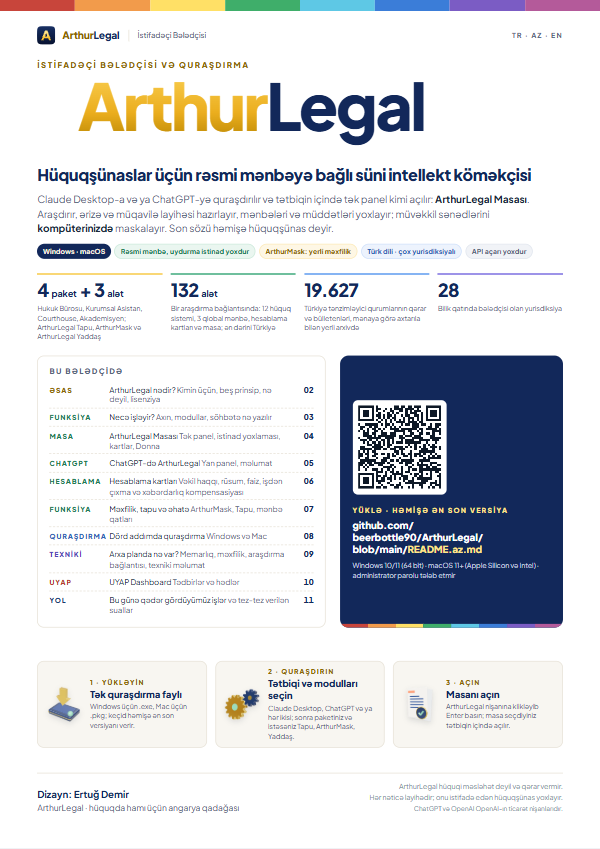 A ArthurLegal İstifadəçi Bələdçisi
TR · AZ · EN
İSTİFADƏÇİ BƏLƏDÇİSİ VƏ QURAŞDIRMA
ArthurLegal
Hüquqşünaslar üçün rəsmi mənbəyə bağlı süni intellekt köməkçisi
Claude Desktop-a və ya ChatGPT-yə quraşdırılır və tətbiqin içində tək panel kimi açılır: ArthurLegal Masası.
Araşdırır, ərizə və müqavilə layihəsi hazırlayır, mənbələri və müddətləri yoxlayır; müvəkkil sənədlərini
kompüterinizdə maskalayır. Son sözü həmişə hüquqşünas deyir.
Windows · macOS
Rəsmi mənbə, uydurma istinad yoxdur
ArthurMask: yerli məxfilik
Türk dili · çox yurisdiksiyalı
API açarı yoxdur
4 paket + 3 alət
Hukuk Bürosu, Kurumsal Asistan,
Courthouse, Akademisyen;
ArthurLegal Tapu, ArthurMask və
ArthurLegal Yaddaş
132 alət
Bir araşdırma bağlantısında: 12 hüquq
sistemi, 3 qlobal mənbə, hesablama
kartları və masa; ən dərini Türkiyə
19.627
Türkiyə tənzimləyici qurumlarının qərar
və bülletenləri, mənaya görə axtarıla
bilən yerli arxivdə
28
Bilik qatında bələdçisi olan yurisdiksiya
BU BƏLƏDÇİDƏ
ƏSAS ArthurLegal nədir? Kimin üçün, beş prinsip, nə 02
deyil, lisenziya
FUNKSİYA Necə işləyir? Axın, modullar, söhbətə nə yazılır 03
MASA ArthurLegal Masası Tək panel, istinad yoxlaması, 04
kartlar, Donna
CHATGPT ChatGPT-də ArthurLegal Yan panel, məlumat 05
HESABLAMA Hesablama kartları Vəkil haqqı, rüsum, faiz, işdən 06
çıxma və xəbərdarlıq kompensasiyası
FUNKSİYA Məxfilik, tapu və əhatə ArthurMask, Tapu, mənbə 07
qatları
QURAŞDIRMA Dörd addımda quraşdırma Windows və Mac 08
TEXNİKİ Arxa planda nə var? Memarlıq, məxfilik, araşdırma 09
bağlantısı, texniki məlumat
UYAP UYAP Dashboard Tədbirlər və hədlər 10
YOL Bu günə qədər gördüyümüz işlər və tez-tez verilən 11
suallar
YÜKLƏ · HƏMİŞƏ ƏN SON VERSİYA
github.com/
beerbottle90/ArthurLegal/
blob/main/README.az.md
Windows 10/11 (64 bit) · macOS 11+ (Apple Silicon və Intel) ·
administrator parolu tələb etmir
1 · YÜKLƏYİN
Tək quraşdırma faylı
Windows üçün .exe, Mac üçün
.pkg; keçid həmişə ən son
versiyanı verir.
2 · QURAŞDIRIN
Tətbiqi və modulları
seçin
Claude Desktop, ChatGPT və ya
hər ikisi; sonra paketiniz və
istəsəniz Tapu, ArthurMask,
Yaddaş.
3 · AÇIN
Masanı açın
ArthurLegal nişanına klikləyib
Enter basın; masa seçdiyiniz
tətbiqin içində açılır.
Dizayn: Ertuğ Demir
ArthurLegal · hüquqda hamı üçün angarya qadağası
ArthurLegal hüquqi məsləhət deyil və qərar vermir.
Hər nəticə layihədir; onu istifadə edən hüquqşünas yoxlayır.
ChatGPT və OpenAI OpenAI-ın ticarət nişanlarıdır.